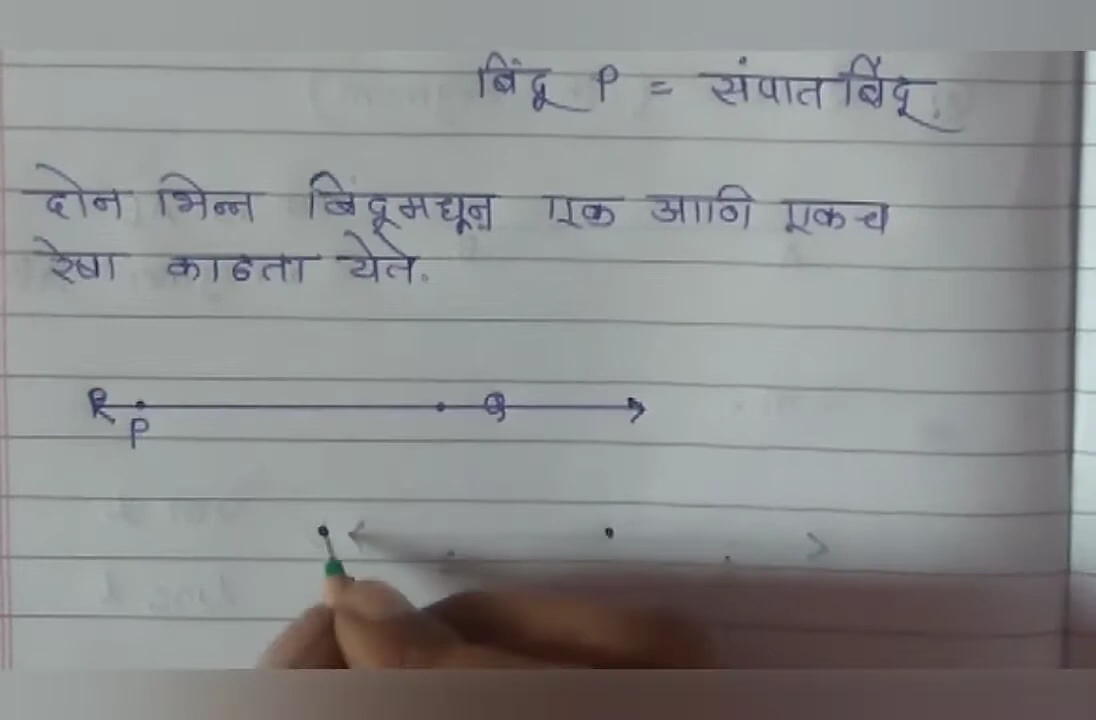 बिंदू P = संपात बिंदू.
दोन भिन्न बिंदूमधून एक आणि एकच
रेषा काढता येते.
R Q
P